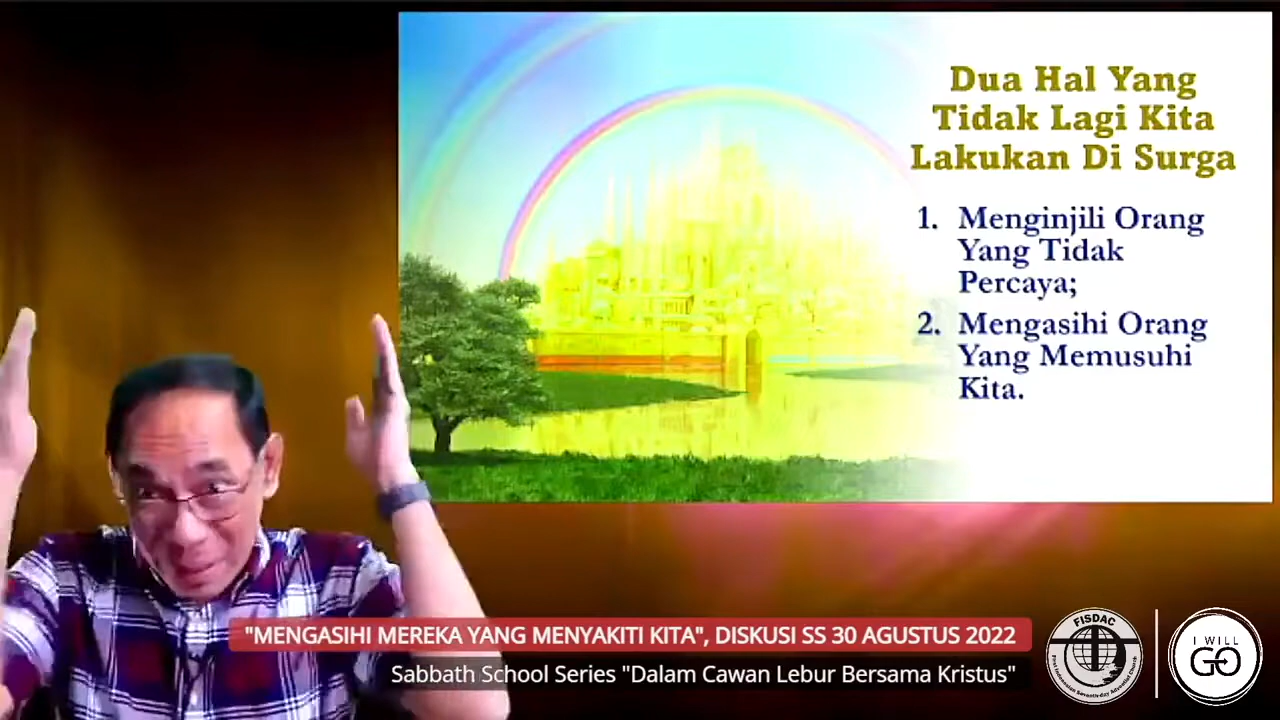 Dua Hal Yang
Tidak Lagi Kita
Lakukan Di Surga
1. Menginjili Orang
Yang Tidak
Percaya;
2. Mengasihi Orang
Yang Memusuhi
Kita.
"MENGASIHI MEREKA YANG MENYAKITI KITA", DISKUSI SS 30 AGUSTUS 2022
Sabbath School Series "Dalam Cawan Lebur Bersama Kristus"
FISDAC
I WILL
GO